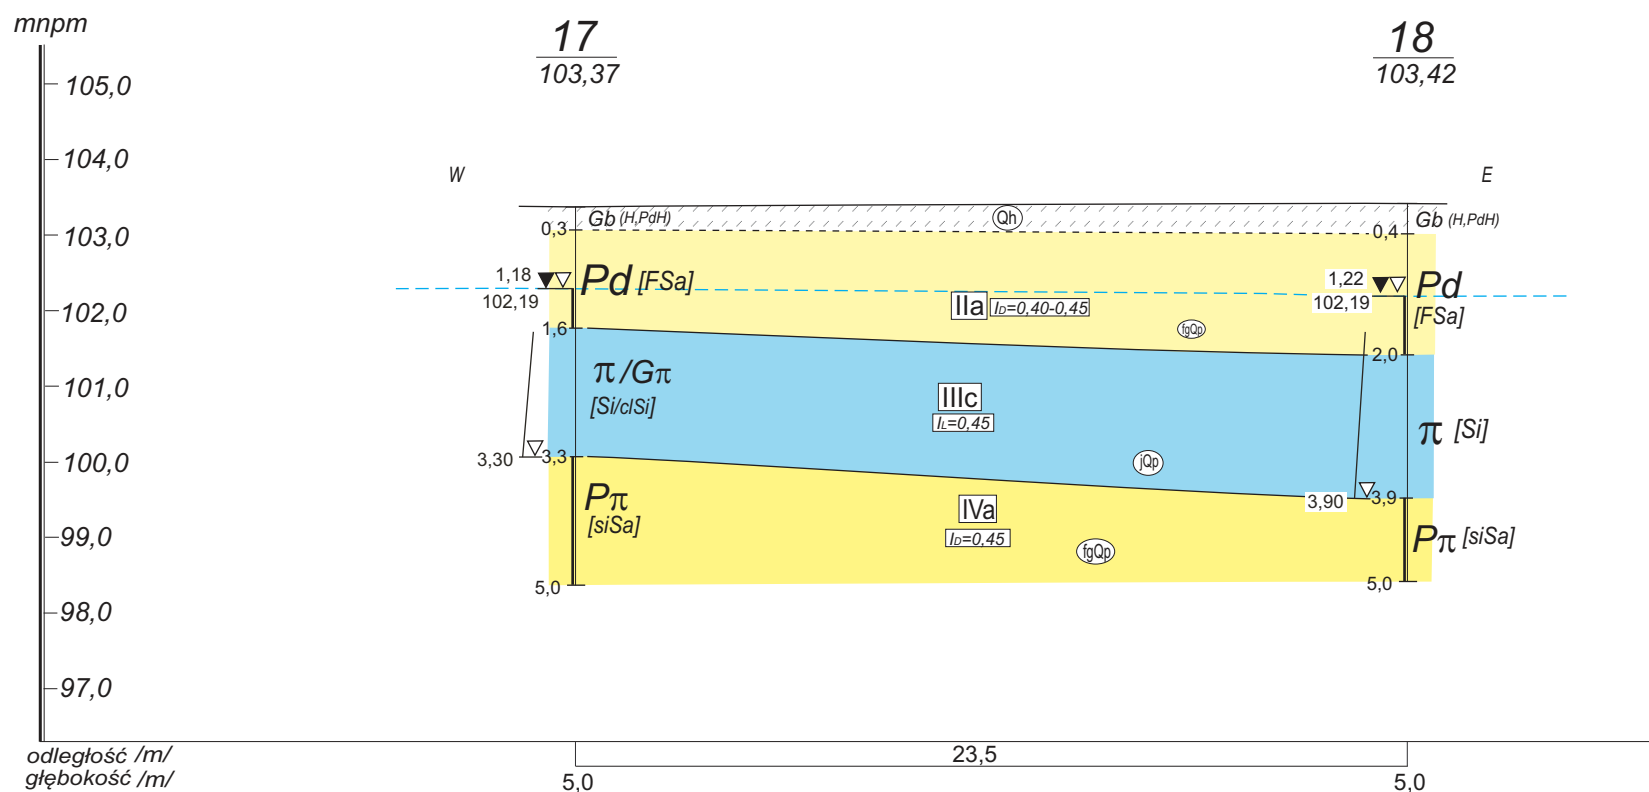 mnpm
17
103,37
18
103,42
105,0
104,0
103,0
102,0
101,0
100,0
99,0
98,0
97,0
W
E
Gb (H,PdH)
Qh
Gb (H,PdH)
0,3
0,4
1,18
Pd [FSa]
1,22
Pd
102,19
IIa
ID=0,40-0,45
102,19
[FSa]
fgQp
1,6
2,0
π/Gπ
[Si/clSi]
IIIc
IL=0,45
π [Si]
3,30
3,3
jQp
3,90
3,9
Pπ
[siSa]
IVa
ID=0,45
fgQp
Pπ [siSa]
5,0
5,0
odległość /m/
23,5
głębokość /m/
5,0
5,0